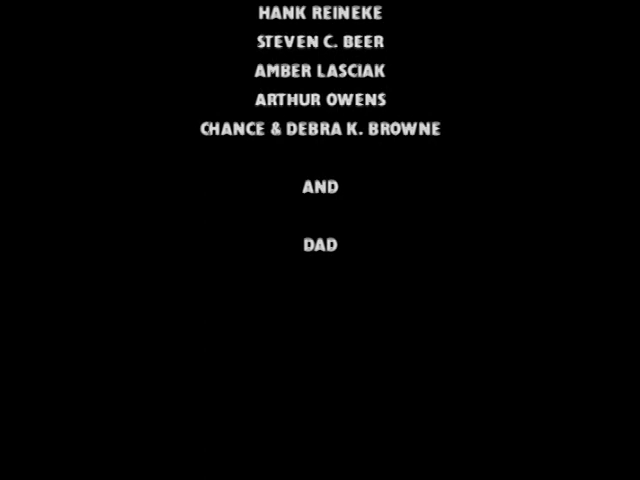 HANK REINEKE
STEVEN C. BEER
AMBER LASCIAK
ARTHUR OWENS
CHANCE & DEBRA K. BROWNE
AND
DAD